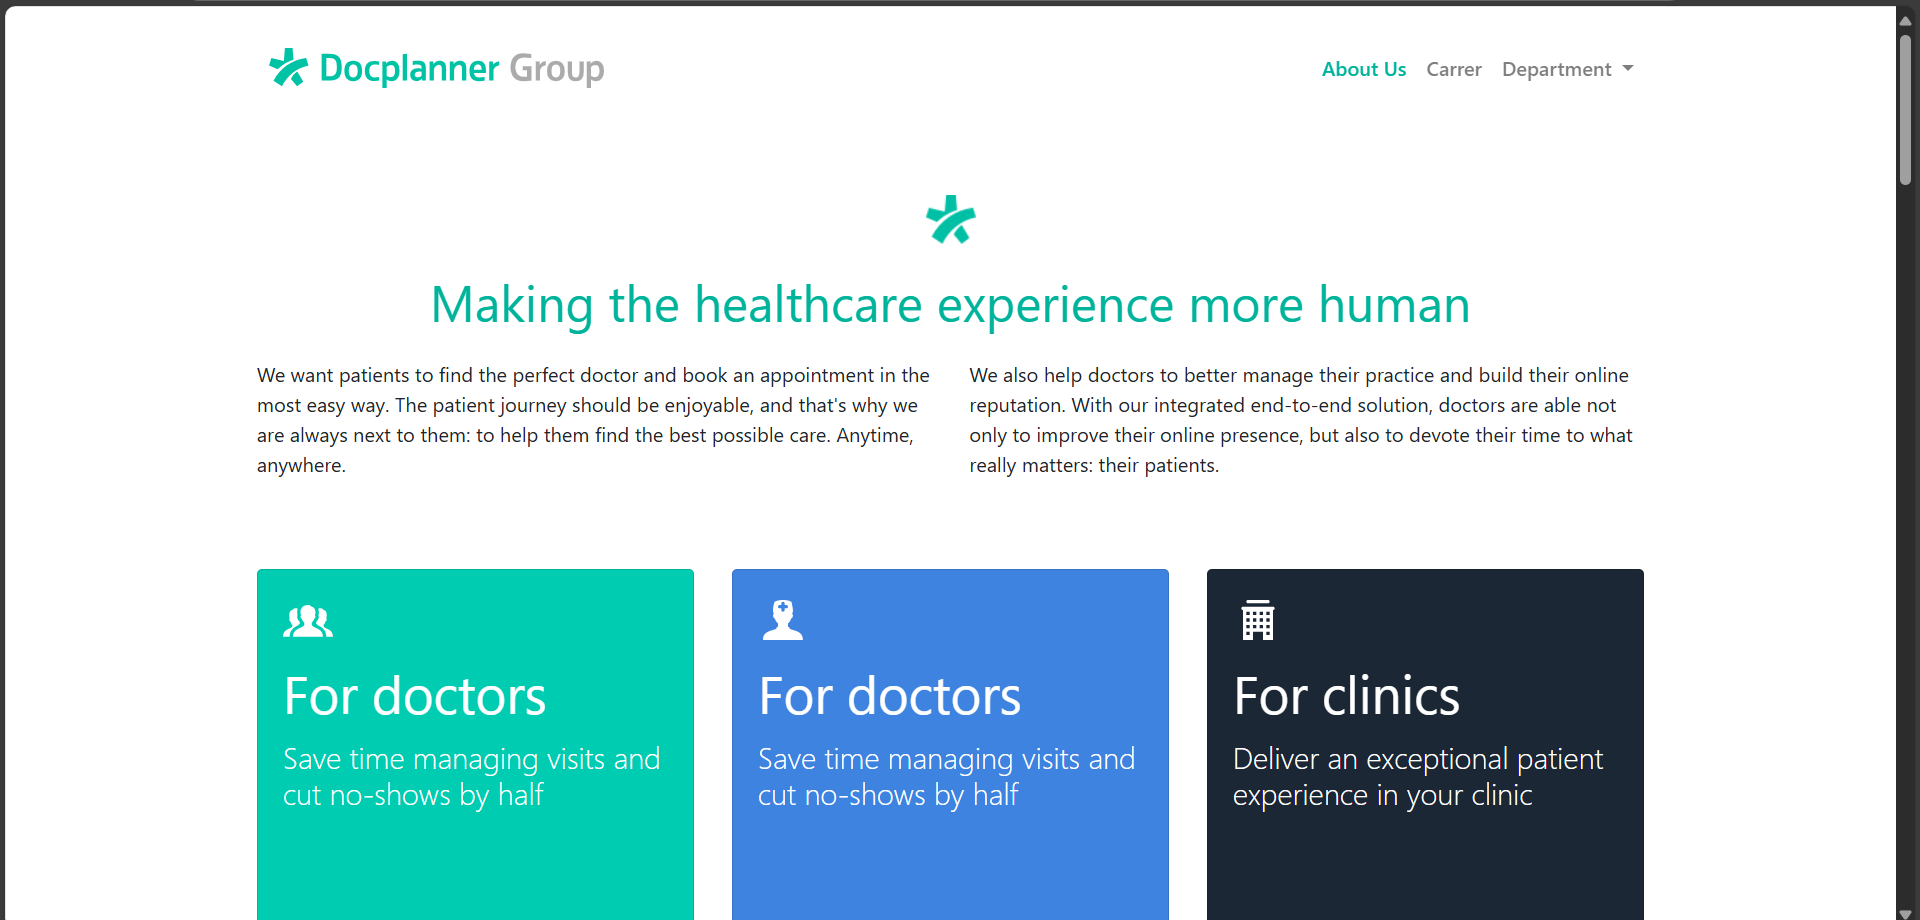 Docplanner Group
About Us Carrer Department
Making the healthcare experience more human
We want patients to find the perfect doctor and book an appointment in the
most easy way. The patient journey should be enjoyable, and that's why we
are always next to them: to help them find the best possible care. Anytime,
anywhere.
We also help doctors to better manage their practice and build their online
reputation. With our integrated end-to-end solution, doctors are able not
only to improve their online presence, but also to devote their time to what
really matters: their patients.
For doctors
Save time managing visits and
cut no-shows by half
For doctors
Save time managing visits and
cut no-shows by half
For clinics
Deliver an exceptional patient
experience in your clinic